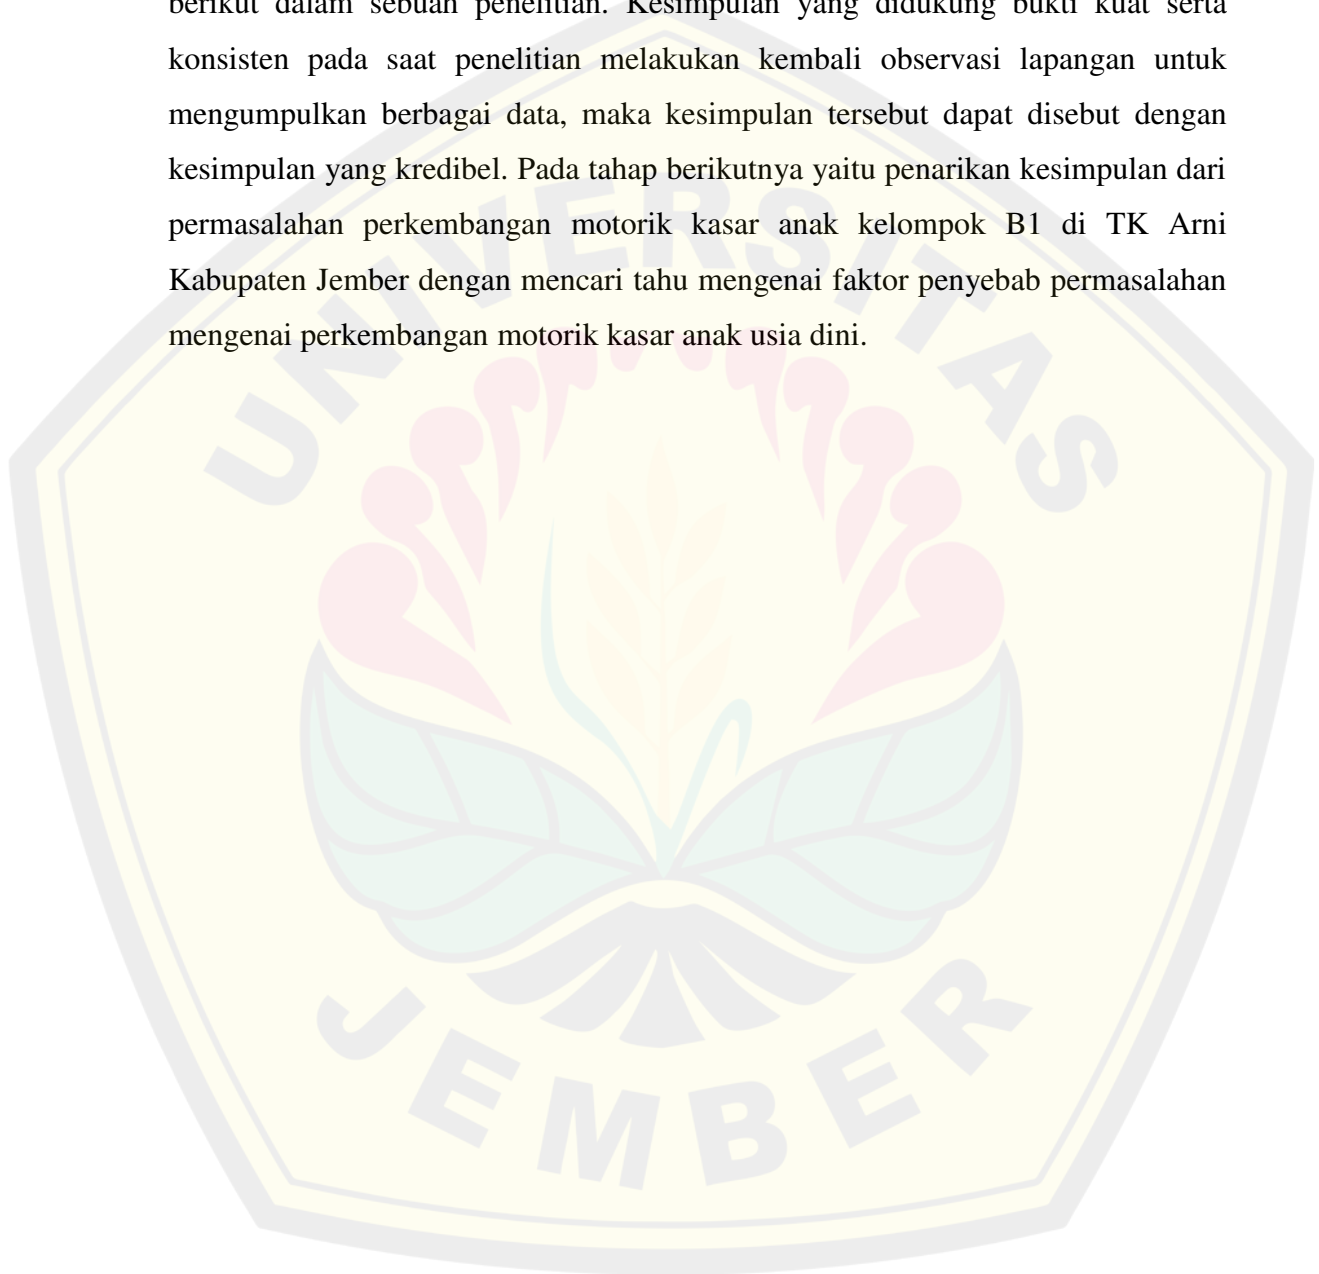 berikut dalam sebuah penelitian. Kesimpulan yang didukung bukti kuat serta
konsisten pada saat penelitian melakukan kembali observasi lapangan untuk
mengumpulkan berbagai data, maka kesimpulan tersebut dapat disebut dengan
kesimpulan yang kredibel. Pada tahap berikutnya yaitu penarikan kesimpulan dari
permasalahan perkembangan motorik kasar anak kelompok B1 di TK Arni
Kabupaten Jember dengan mencari tahu mengenai faktor penyebab permasalahan
mengenai perkembangan motorik kasar anak usia dini.
UNIVERSITAS
JEMBER